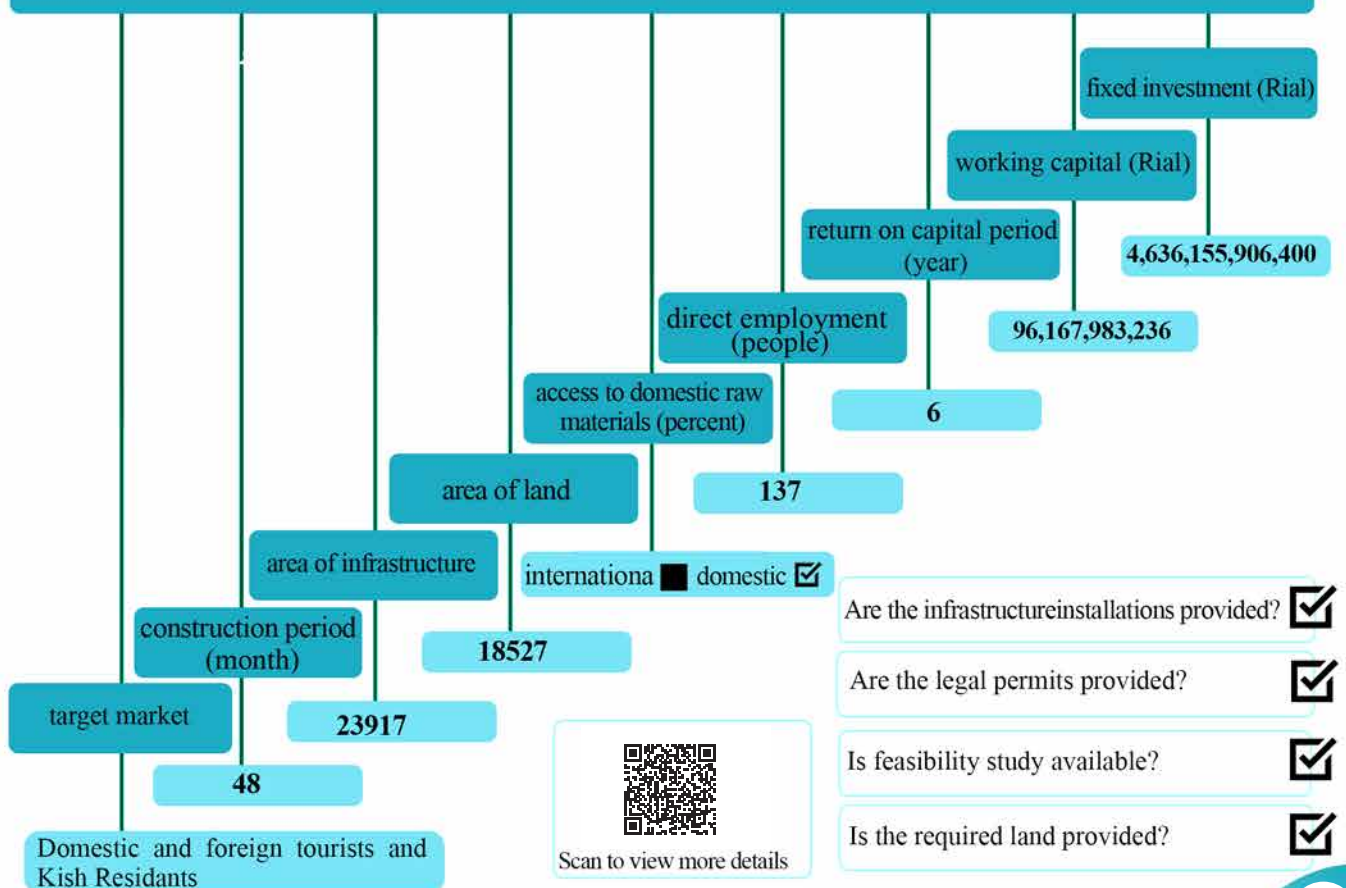 fixed investment (Rial)
4,636,155,906,400
working capital (Rial)
96,167,983,236
return on capital period
(year)
6
direct employment
(people)
137
access to domestic raw
materials (percent)
internationa domestic
area of land
18527
area of infrastructure
23917
construction period
(month)
48
target market
Domestic and foreign tourists and
Kish Residants
Are the infrastructureinstallations provided?
Are the legal permits provided?
Is feasibility study available?
Is the required land provided?
Scan to view more details